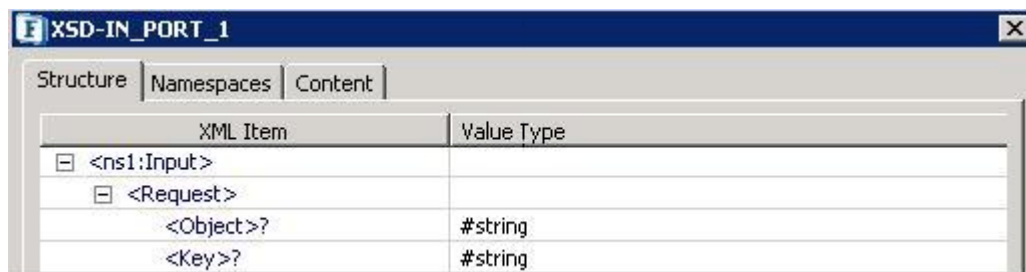 XSD-IN_PORT_1
Structure Namespaces Content
XML Item Value Type
<ns1:Input>
<Request>
<Object>? #string
<Key>? #string